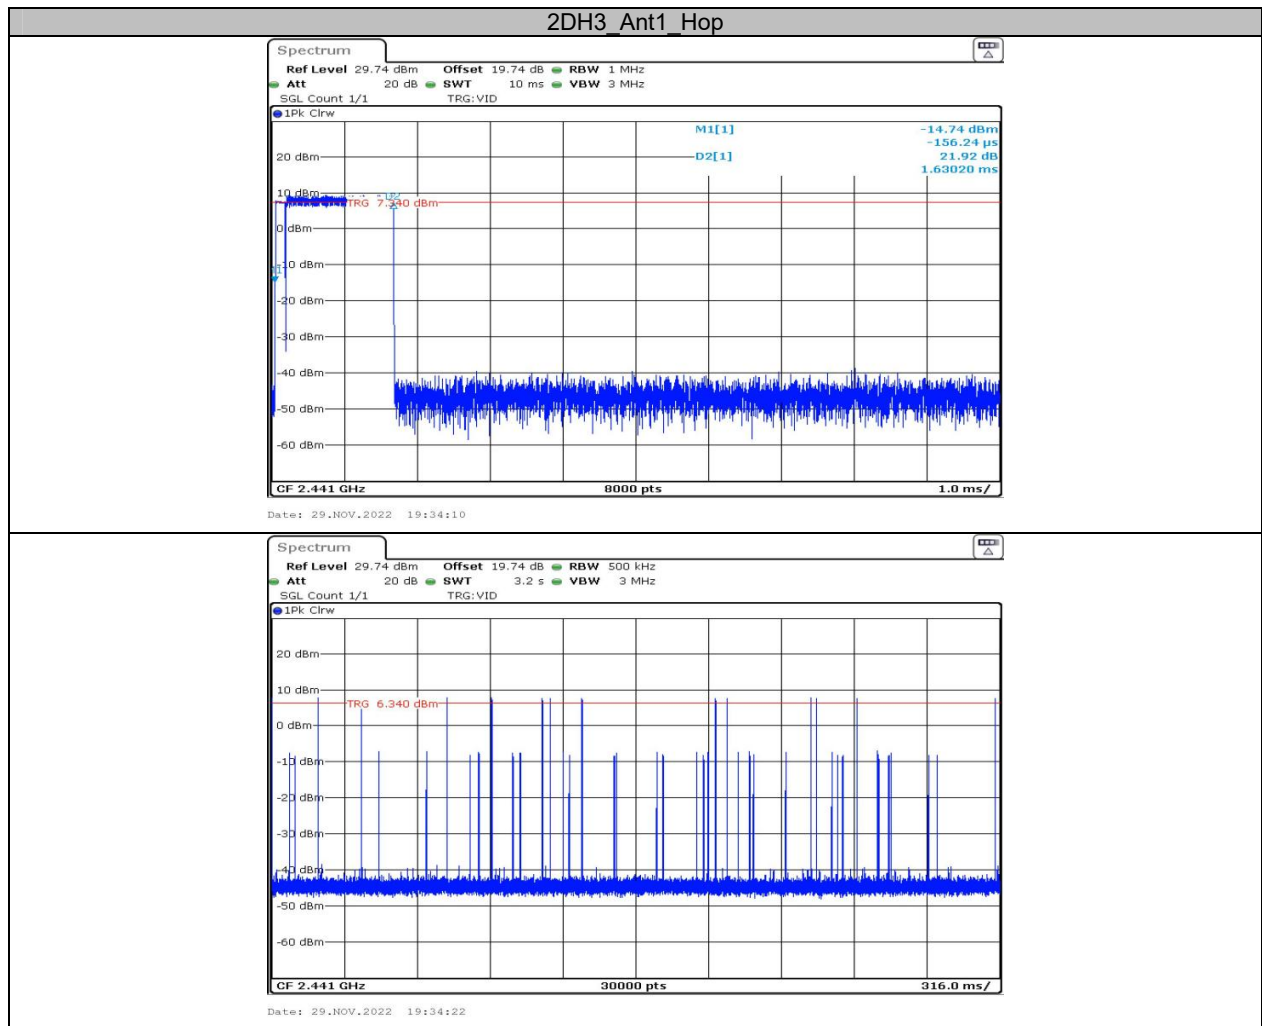 2DH3_Ant1_Hop
Spectrum
Ref Level 29.74 dBm Offset 19.74 dB RBW 1 MHz
Att 20 dB SWT 10 ms VBW 3 MHz
SGL Count 1/1 TRG:VID
1Pk Clrw
M1[1] -14.74 dBm
-156.24 µs
20 dBm
D2[1] 21.92 dB
1.63020 ms
10 dBm
TRG 7.340 dBm
0 dBm
-10 dBm
-20 dBm
-30 dBm
-40 dBm
-50 dBm
-60 dBm
CF 2.441 GHz 8000 pts 1.0 ms/
Date: 29.NOV.2022 19:34:10
Spectrum
Ref Level 29.74 dBm Offset 19.74 dB RBW 500 kHz
Att 20 dB SWT 3.2 s VBW 3 MHz
SGL Count 1/1 TRG:VID
1Pk Clrw
20 dBm
10 dBm
TRG 6.340 dBm
0 dBm
-10 dBm
-20 dBm
-30 dBm
-40 dBm
-50 dBm
-60 dBm
CF 2.441 GHz 30000 pts 316.0 ms/
Date: 29.NOV.2022 19:34:22